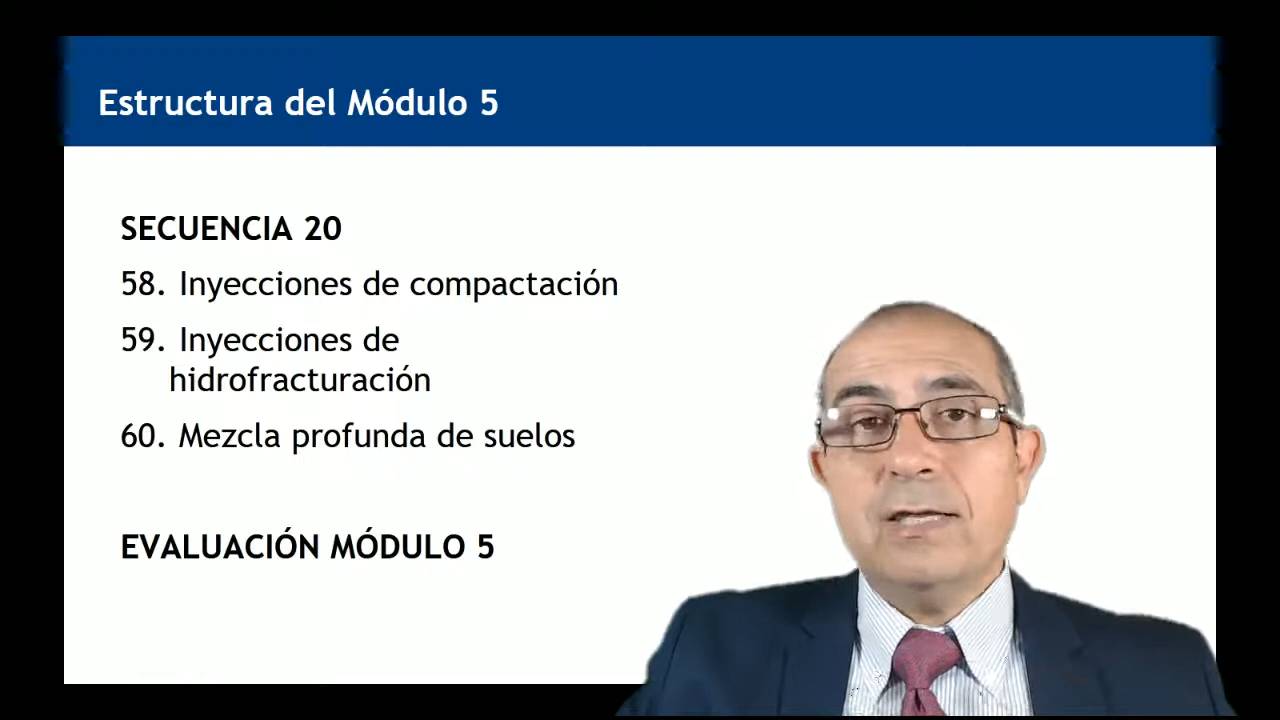 Estructura del Módulo 5
SECUENCIA 20
58. Inyecciones de compactación
59. Inyecciones de
hidrofracturación
60. Mezcla profunda de suelos
EVALUACIÓN MÓDULO 5